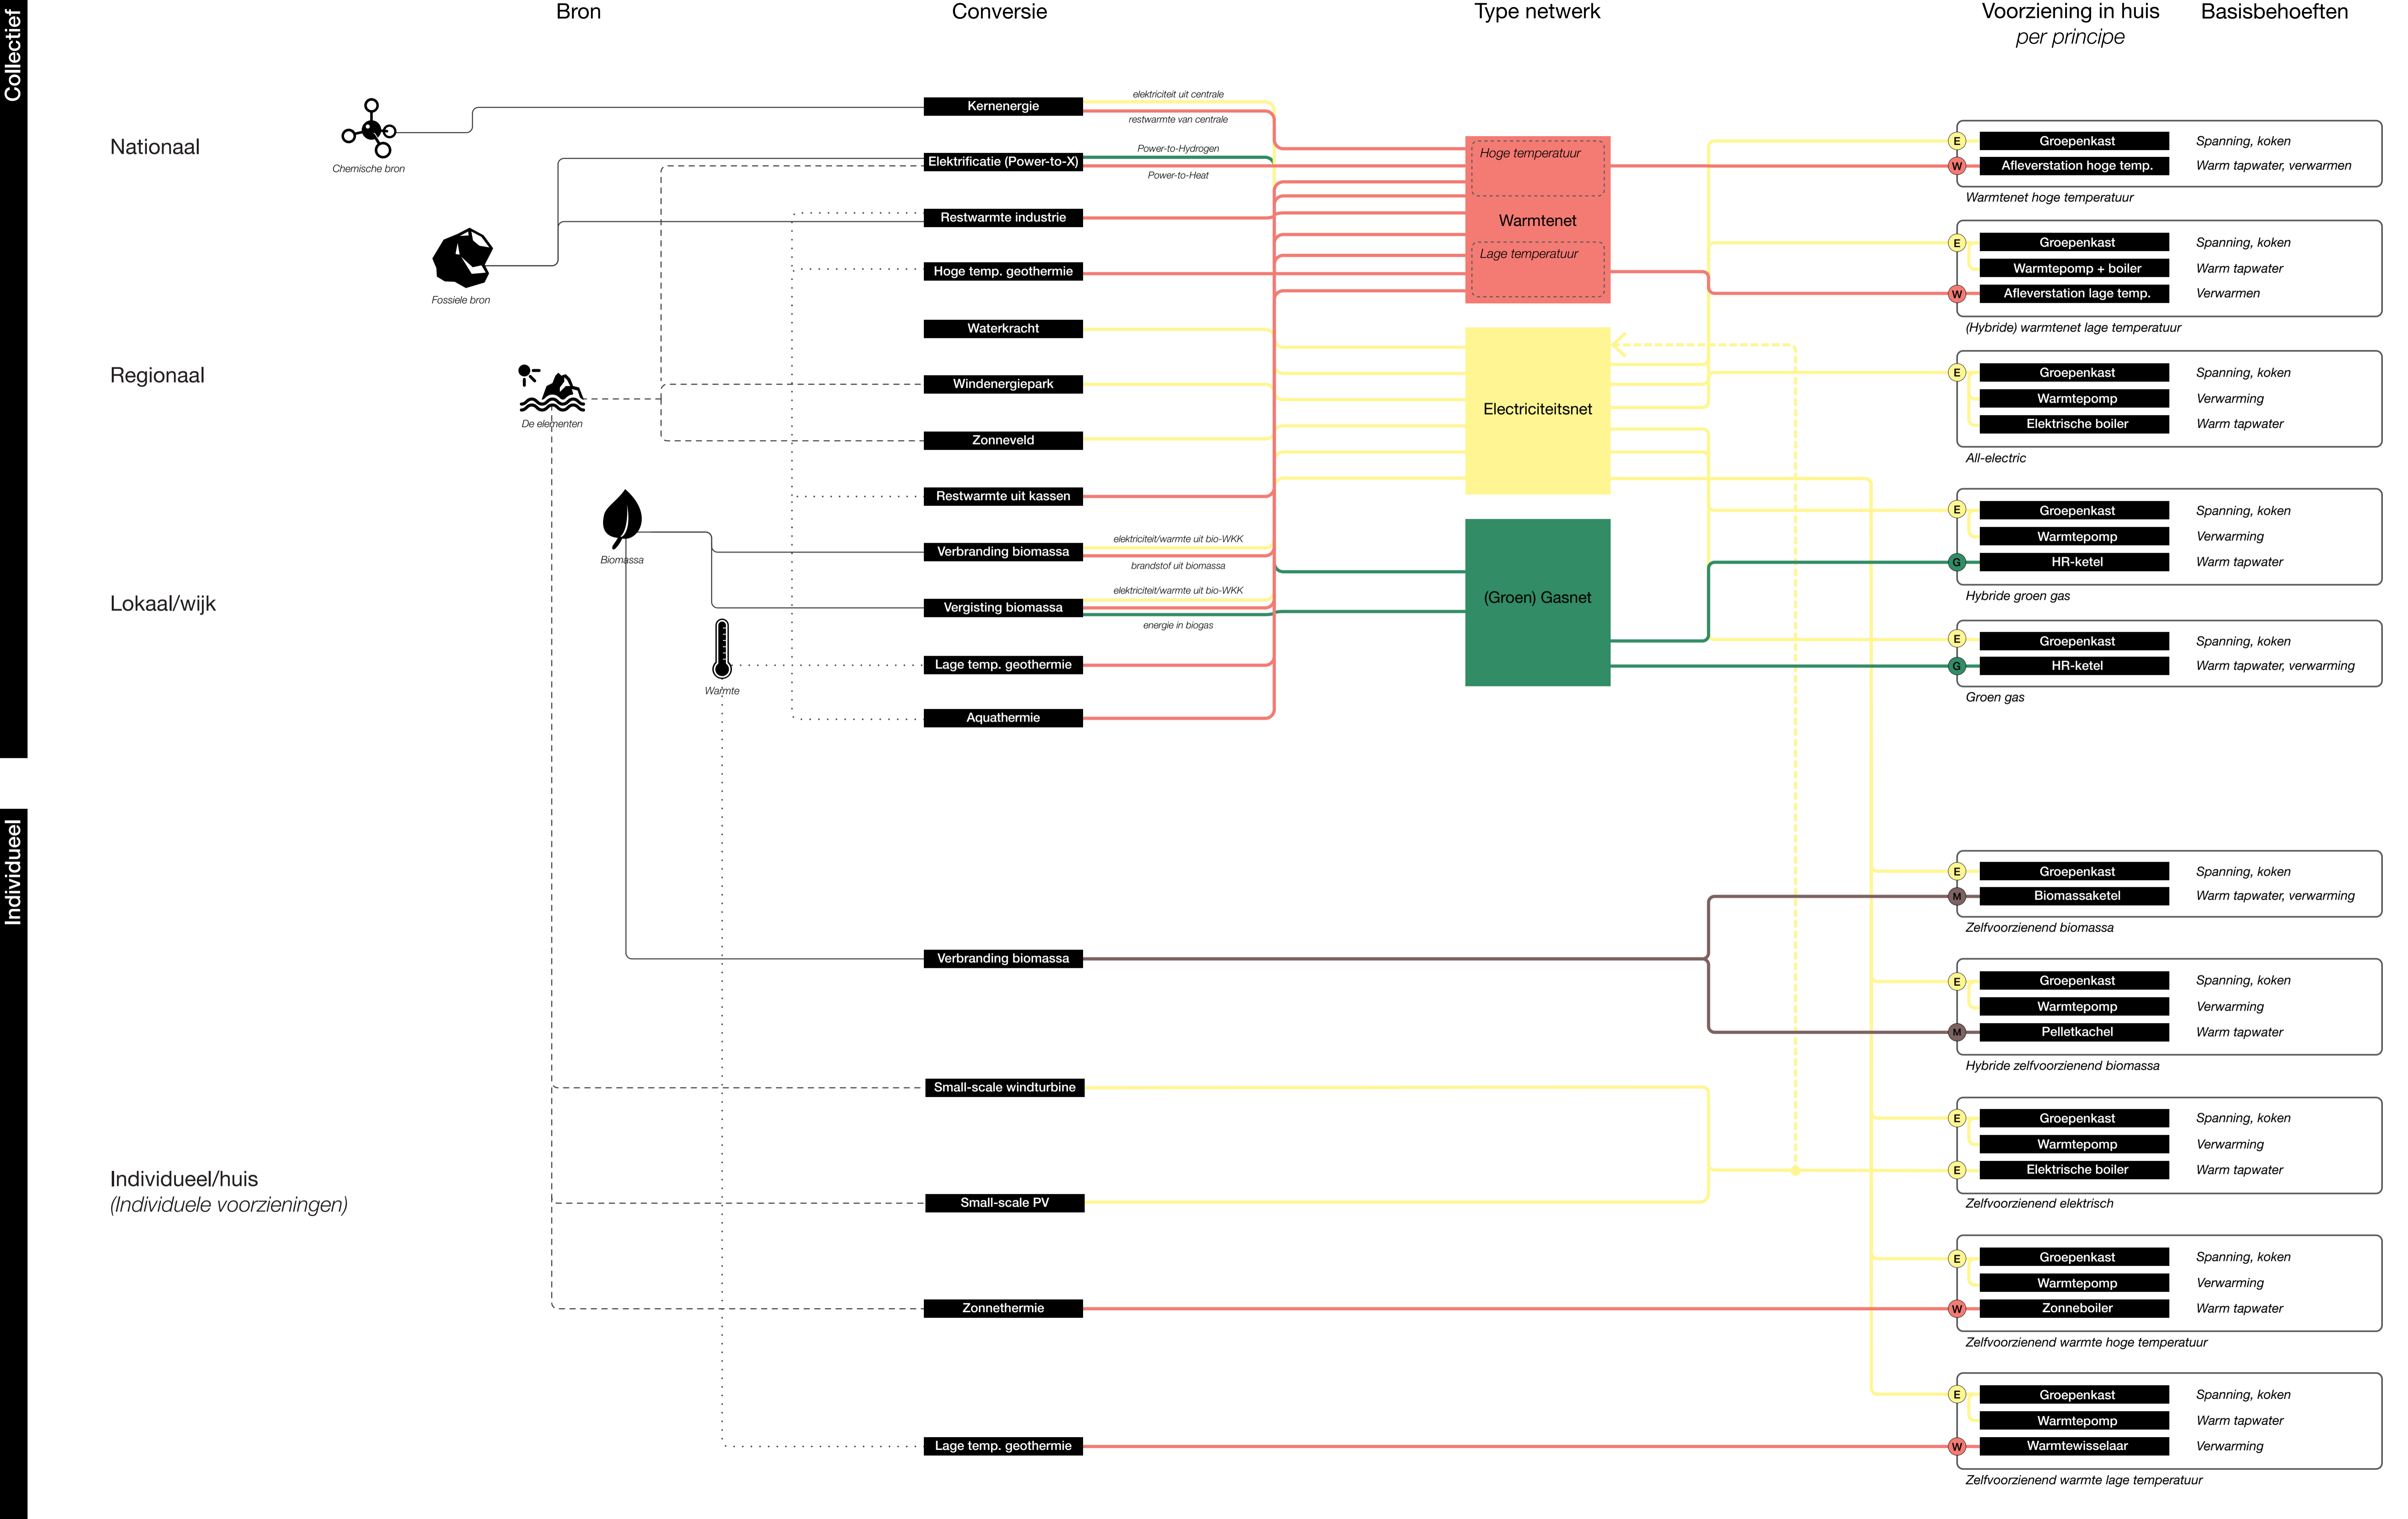 Collectief
Bron
Conversie
Type netwerk
Voorziening in huis
per principe
Basisbehoeften
Nationaal
Chemische bron
Fossiele bron
Kernenergie
elektriciteit uit centrale
restwarmte van centrale
Elektrificatie (Power-to-X)
Power-to-Hydrogen
Power-to-Heat
Restwarmte industrie
Hoge temp. geothermie
Hoge temperatuur
Warmtenet
Lage temperatuur
E
Groepenkast
Spanning, koken
W
Afleverstation hoge temp.
Warm tapwater, verwarmen
Warmtenet hoge temperatuur
E
Groepenkast
Spanning, koken
Warmtepomp + boiler
Warm tapwater
W
Afleverstation lage temp.
Verwarmen
(Hybride) warmtenet lage temperatuur
Regionaal
De elementen
Waterkracht
Windenergiepark
Zonneveld
Restwarmte uit kassen
Electriciteitsnet
E
Groepenkast
Spanning, koken
Warmtepomp
Verwarming
Elektrische boiler
Warm tapwater
All-electric
Lokaal/wijk
Biomassa
Warmte
Verbranding biomassa
elektriciteit/warmte uit bio-WKK
brandstof uit biomassa
Vergisting biomassa
elektriciteit/warmte uit bio-WKK
energie in biogas
Lage temp. geothermie
Aquathermie
(Groen) Gasnet
E
Groepenkast
Spanning, koken
Warmtepomp
Verwarming
G
HR-ketel
Warm tapwater
Hybride groen gas
E
Groepenkast
Spanning, koken
G
HR-ketel
Warm tapwater, verwarming
Groen gas
Individueel
Individueel/huis
(Individuele voorzieningen)
Verbranding biomassa
Small-scale windturbine
Small-scale PV
Zonnethermie
Lage temp. geothermie
E
Groepenkast
Spanning, koken
M
Biomassaketel
Warm tapwater, verwarming
Zelfvoorzienend biomassa
E
Groepenkast
Spanning, koken
Warmtepomp
Verwarming
M
Pelletkachel
Warm tapwater
Hybride zelfvoorzienend biomassa
E
Groepenkast
Spanning, koken
Warmtepomp
Verwarming
E
Elektrische boiler
Warm tapwater
Zelfvoorzienend elektrisch
E
Groepenkast
Spanning, koken
Warmtepomp
Verwarming
W
Zonneboiler
Warm tapwater
Zelfvoorzienend warmte hoge temperatuur
E
Groepenkast
Spanning, koken
Warmtepomp
Warm tapwater
W
Warmtewisselaar
Verwarming
Zelfvoorzienend warmte lage temperatuur